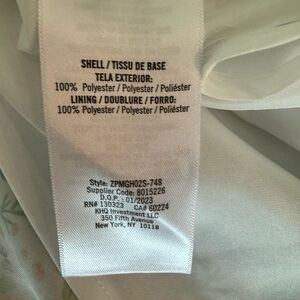 SHELL / TISSU DE BASE
TELA EXTERIOR:
100% Polyester / Polyester / Poliéster
LINING / DOUBLURE / FORRO:
100% Polyester / Polyester / Poliéster
Style: ZPMGH02S-748
Supplier Code: 8015226
D.O.P.: 01/2023
RN# 130323 CA# 60224
KHQ Investment LLC
350 Fifth Avenue
New York, NY 10118